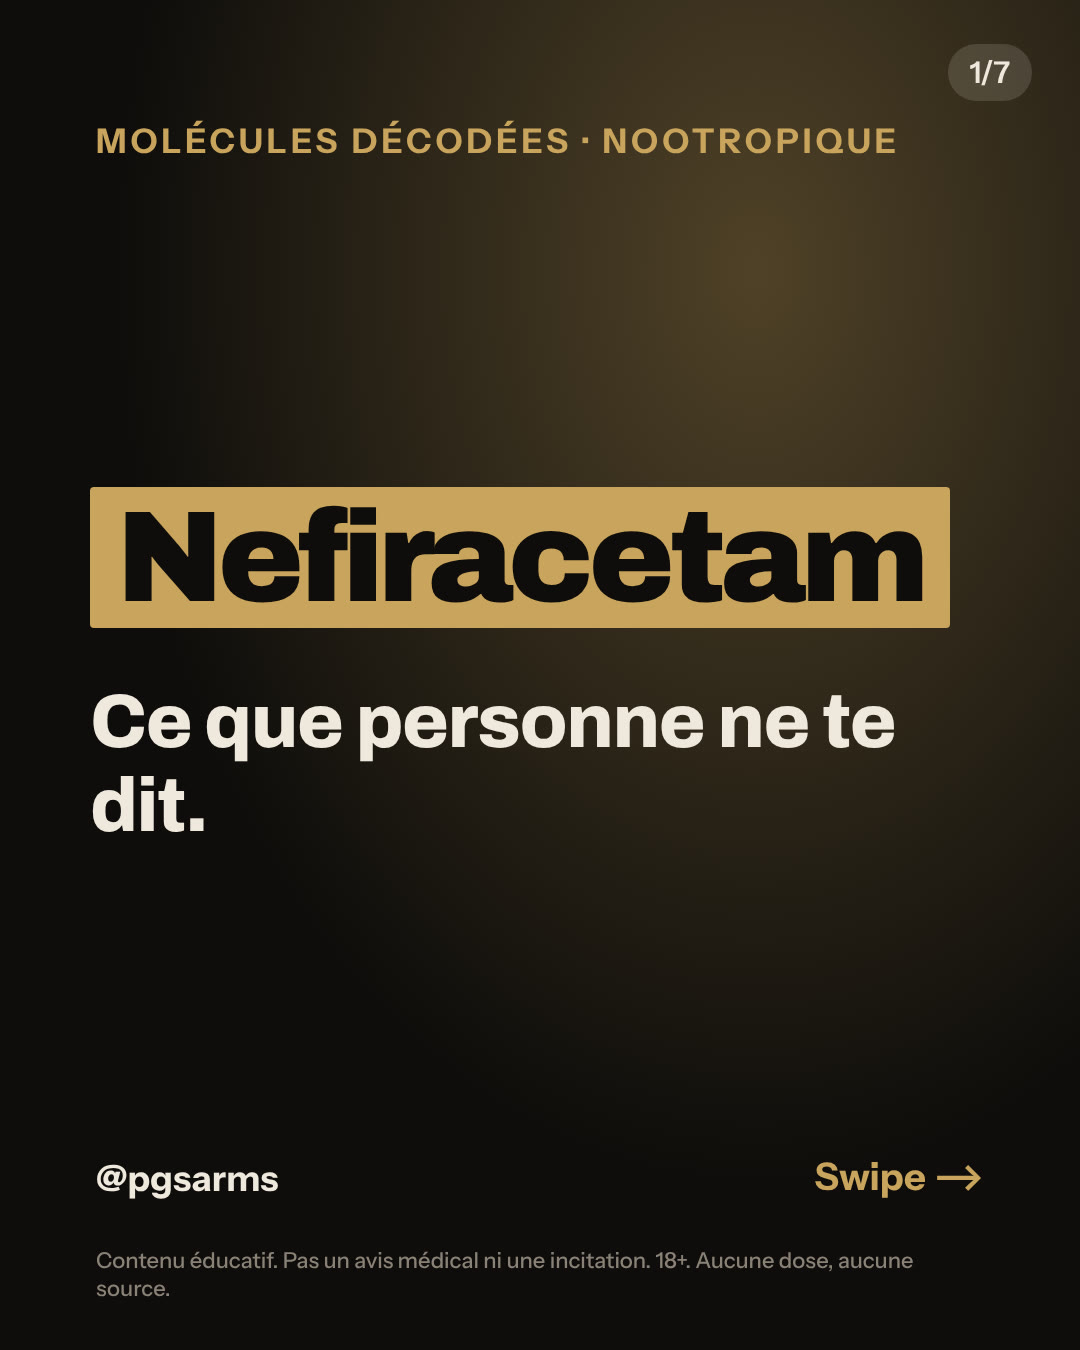 1/7
MOLÉCULES DÉCODÉES · NOOTROPIQUE
Nefiracetam
Ce que personne ne te
dit.
@pgsarms
Swipe →
Contenu éducatif. Pas un avis médical ni une incitation. 18+. Aucune dose, aucune
source.